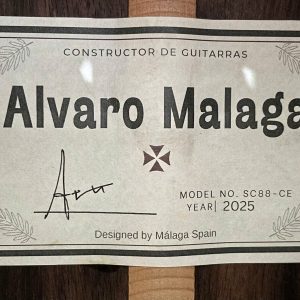 CONSTRUCTOR DE GUITARRAS
Alvaro Malaga
MODEL NO. SC88-CE
YEAR| 2025
Designed by Málaga Spain